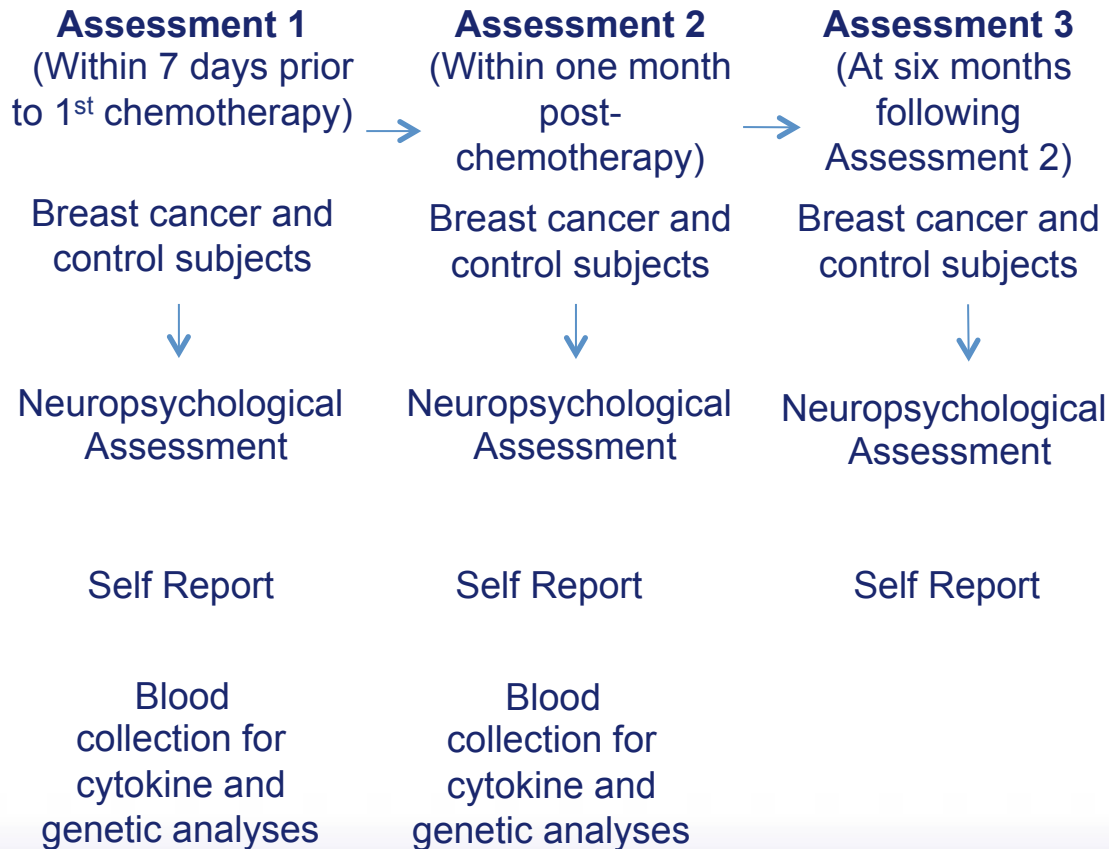 Assessment 1
(Within 7 days prior
to 1st chemotherapy)
Breast cancer and
control subjects
Neuropsychological
Assessment
Self Report
Blood
collection for
cytokine and
genetic analyses
Assessment 2
(Within one month
post-
chemotherapy)
Breast cancer and
control subjects
Neuropsychological
Assessment
Self Report
Blood
collection for
cytokine and
genetic analyses
Assessment 3
(At six months
following
Assessment 2)
Breast cancer and
control subjects
Neuropsychological
Assessment
Self Report